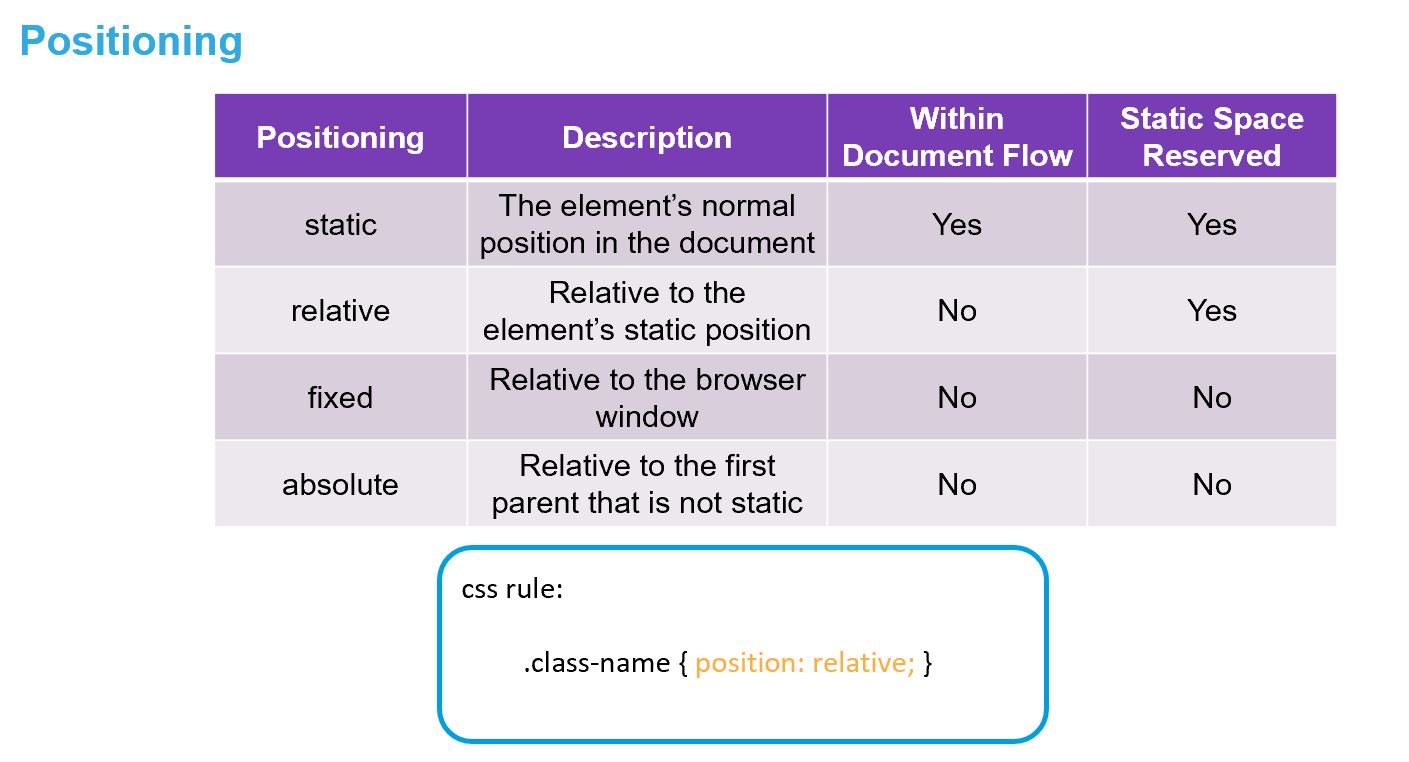 Positioning
Positioning
Description
Within
Document Flow
Static Space
Reserved
static
The element’s normal
position in the document
Yes
Yes
relative
Relative to the
element’s static position
No
Yes
fixed
Relative to the browser
window
No
No
absolute
Relative to the first
parent that is not static
No
No
css rule:
.class-name { position: relative; }